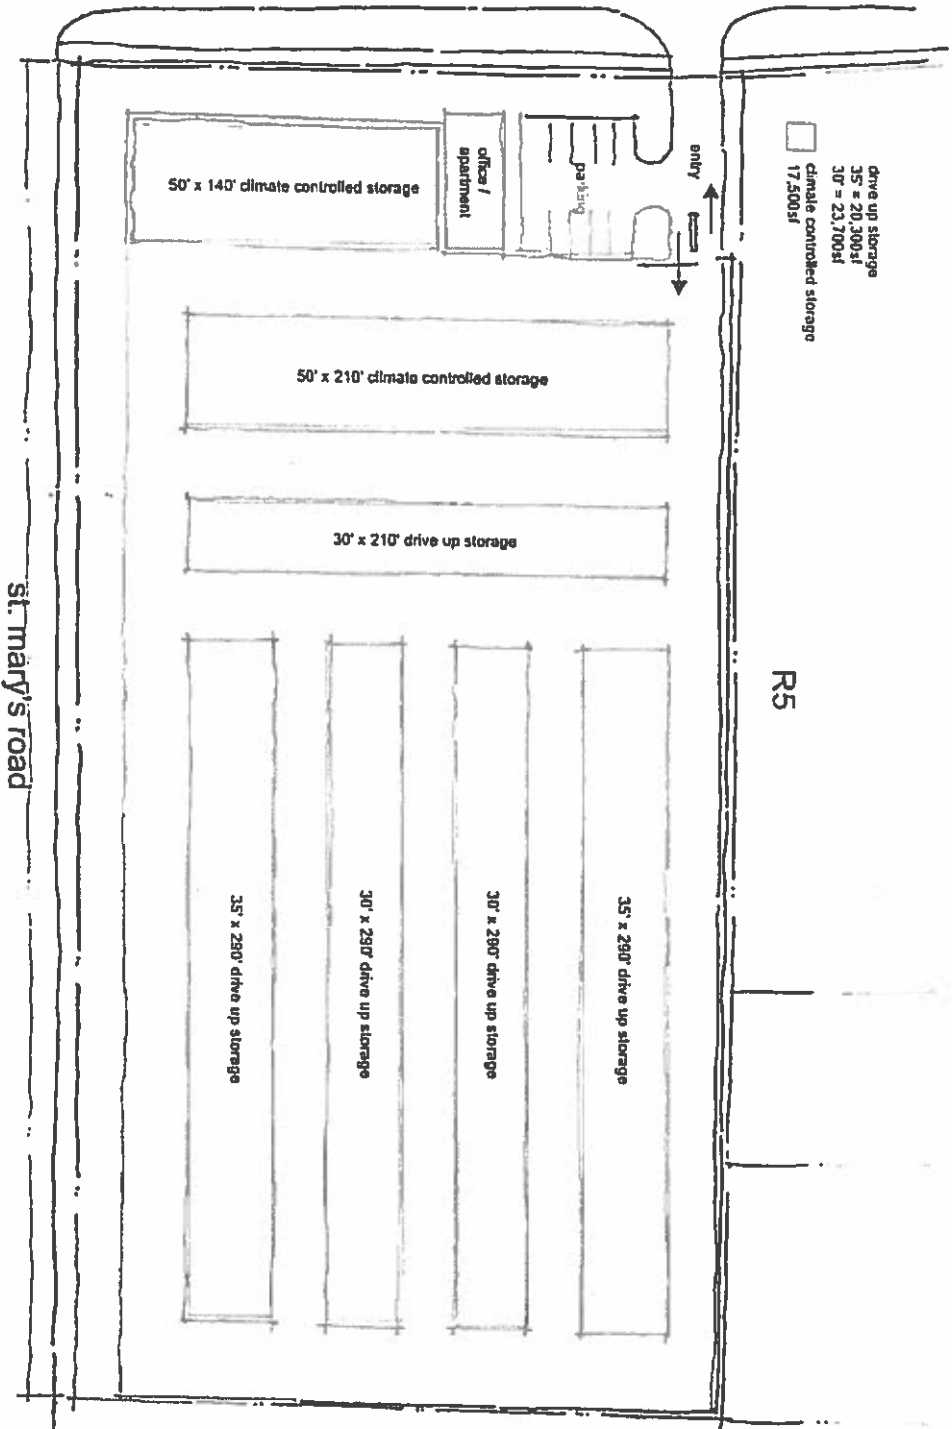 drive up storage
35' = 20,300sf
30' = 23,700sf
climate controlled storage
17,500sf
entry
parking
office /
apartment
50' x 140' climate controlled storage
50' x 210' climate controlled storage
30' x 210' drive up storage
35' x 290' drive up storage
30' x 290' drive up storage
30' x 290' drive up storage
35' x 290' drive up storage
R5
st. mary's road